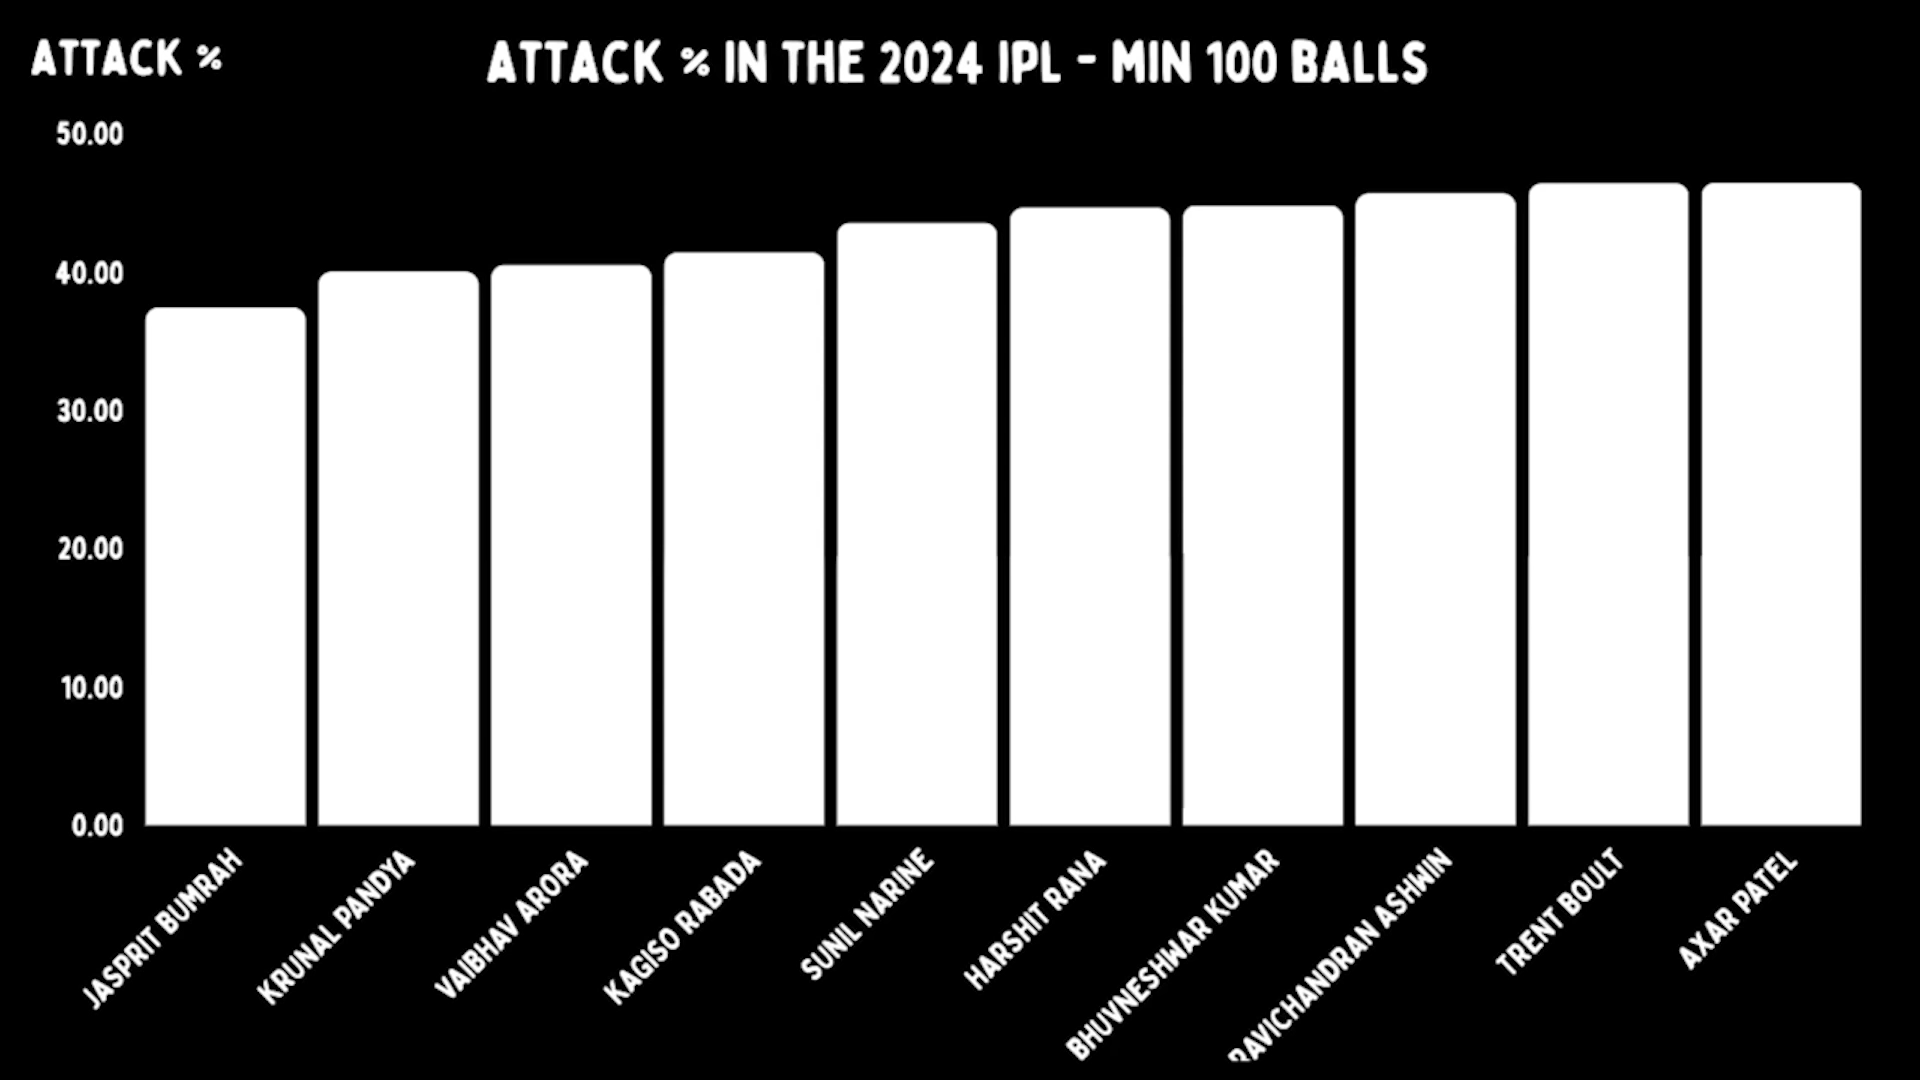 ATTACK %
ATTACK % IN THE 2024 IPL - MIN 100 BALLS
50.00
40.00
30.00
20.00
10.00
0.00
JASPRIT BUMRAH
KRUNAL PANDYA
VAIBHAV ARORA
KAGISO RABADA
SUNIL NARINE
HARSHIT RANA
BHUVNESHWAR KUMAR
RAVICHANDRAN ASHWIN
TRENT BOULT
AXAR PATEL